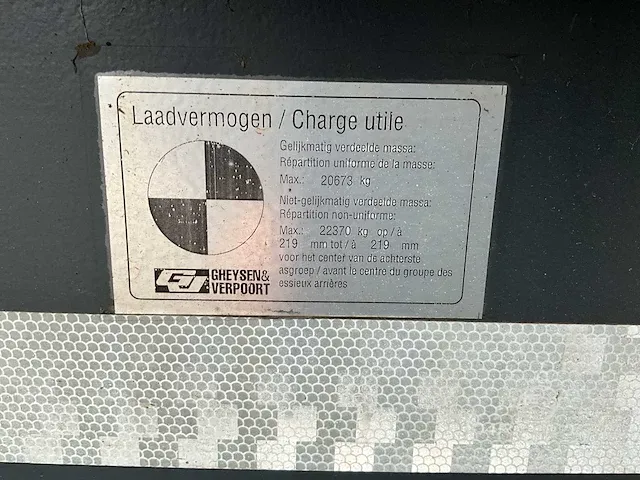 Laadvermogen / Charge utile
Gelijkmatig verdeelde massa:
Répartition uniforme de la masse:
Max.: 20673 kg
Niet-gelijkmatig verdeelde massa:
Répartition non-uniforme:
Max.: 22370 kg op / à
219 mm tot / à 219 mm
voor het center van de achterste
asgroep / avant le centre du groupe des
essieux arrières
GHEYSEN&
VERPOORT